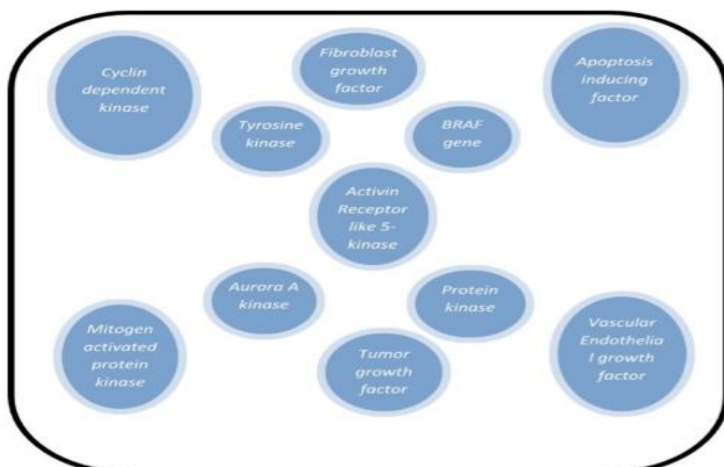 Cyclin
dependent
kinase
Fibroblast
growth
factor
Apoptosis
inducing
factor
Tyrosine
kinase
BRAF
gene
Activin
Receptor
like 5-
kinase
Aurora A
kinase
Protein
kinase
Mitogen
activated
protein
kinase
Tumor
growth
factor
Vascular
Endothelia
l growth
factor